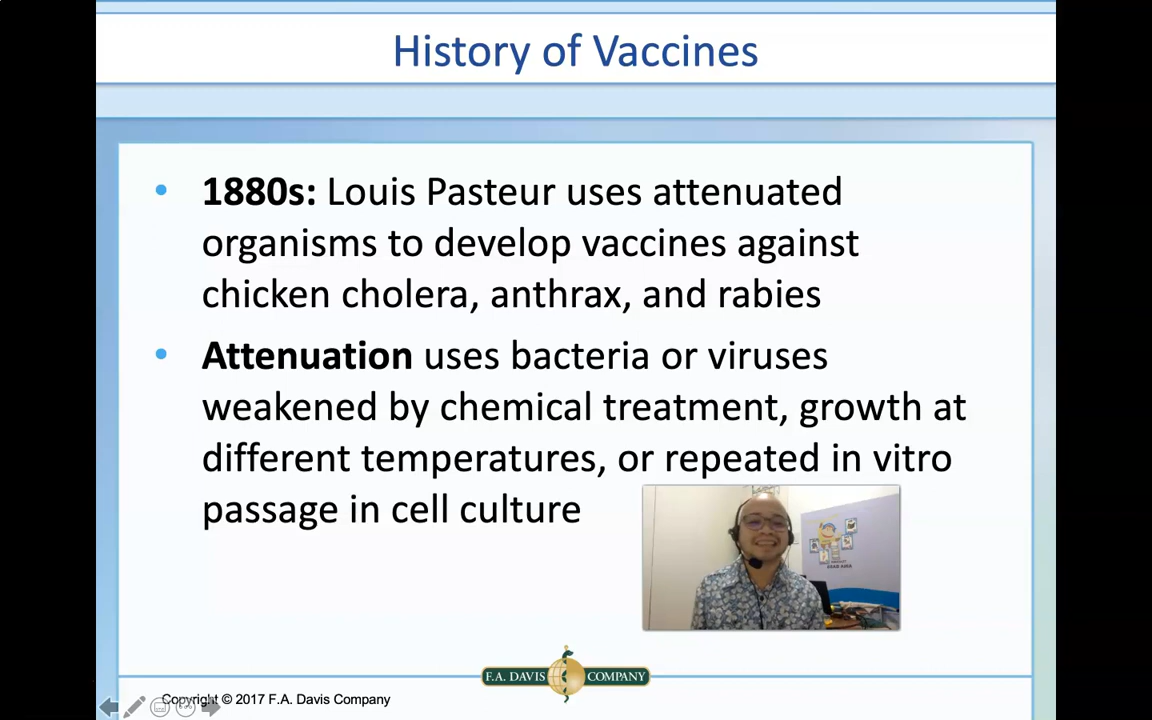 History of Vaccines
• 1880s: Louis Pasteur uses attenuated
organisms to develop vaccines against
chicken cholera, anthrax, and rabies
• Attenuation uses bacteria or viruses
weakened by chemical treatment, growth at
different temperatures, or repeated in vitro
passage in cell culture
F.A. DAVIS COMPANY
Copyright © 2017 F.A. Davis Company